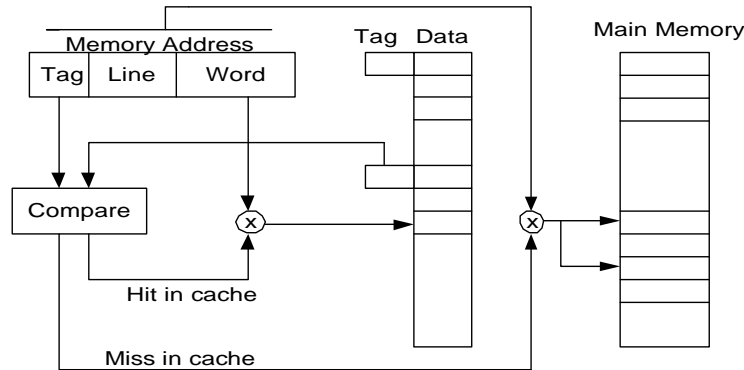 Memory Address
Tag Line Word
Tag Data
Main Memory
Compare
x
x
Hit in cache
Miss in cache